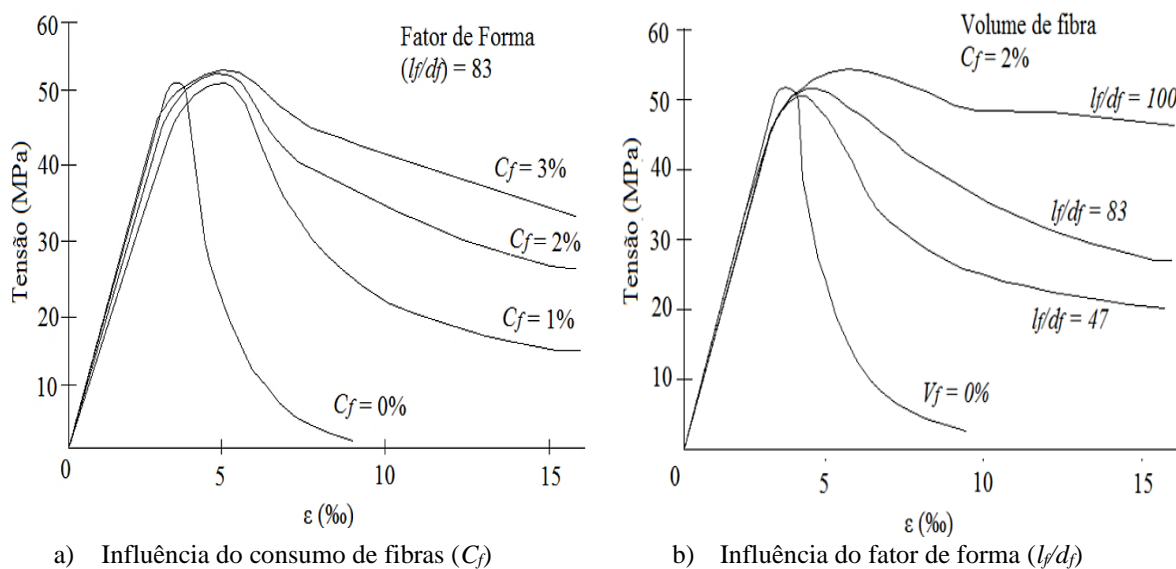 60
50
40
30
20
10
0
5
10
15
Tensão (MPa)
ε (‰)
Fator de Forma
(lf/df) = 83
Cf = 3%
Cf = 2%
Cf = 1%
Cf = 0%
a) Influência do consumo de fibras (Cf)
60
50
40
30
20
10
0
5
10
15
Tensão (MPa)
ε (‰)
Volume de fibra
Cf = 2%
lf/df = 100
lf/df = 83
lf/df = 47
Vf = 0%
b) Influência do fator de forma (lf/df)